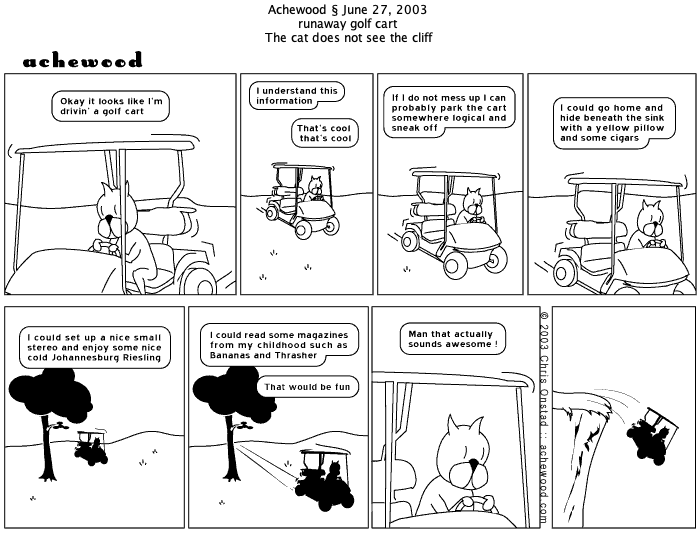 Achewood § June 27, 2003
runaway golf cart
The cat does not see the cliff
achewood
Okay it looks like I'm
drivin' a golf cart
I understand this
information
That's cool
that's cool
If I do not mess up I can
probably park the cart
somewhere logical and
sneak off
I could go home and
hide beneath the sink
with a yellow pillow
and some cigars
I could set up a nice small
stereo and enjoy some nice
cold Johannesburg Riesling
I could read some magazines
from my childhood such as
Bananas and Thrasher
That would be fun
Man that actually
sounds awesome !
© 2003 Chris Onstad :: achewood.com